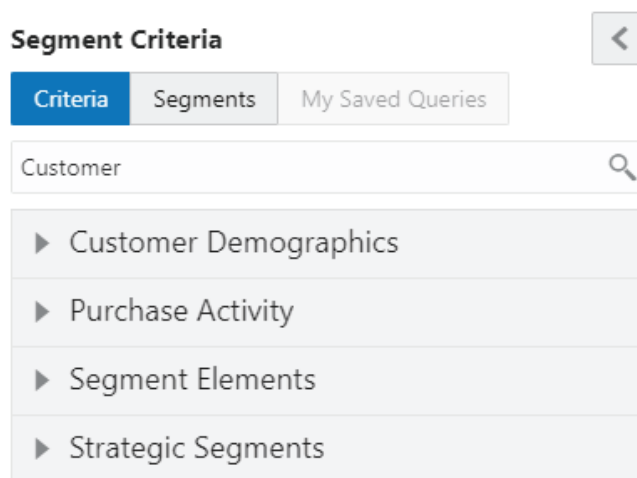 Segment Criteria
Criteria Segments My Saved Queries
Customer
Customer Demographics
Purchase Activity
Segment Elements
Strategic Segments